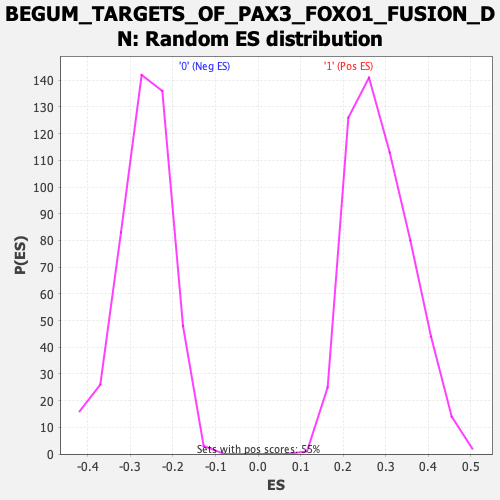 BEGUM_TARGETS_OF_PAX3_FOXO1_FUSION_D
N: Random ES distribution
'0' (Neg ES) '1' (Pos ES)
140
130
120
110
100
90
80
70
60
50
40
30
20
10
0
P(ES)
Sets with pos scores: 55%
-0.4 -0.3 -0.2 -0.1 0.0 0.1 0.2 0.3 0.4 0.5
ES